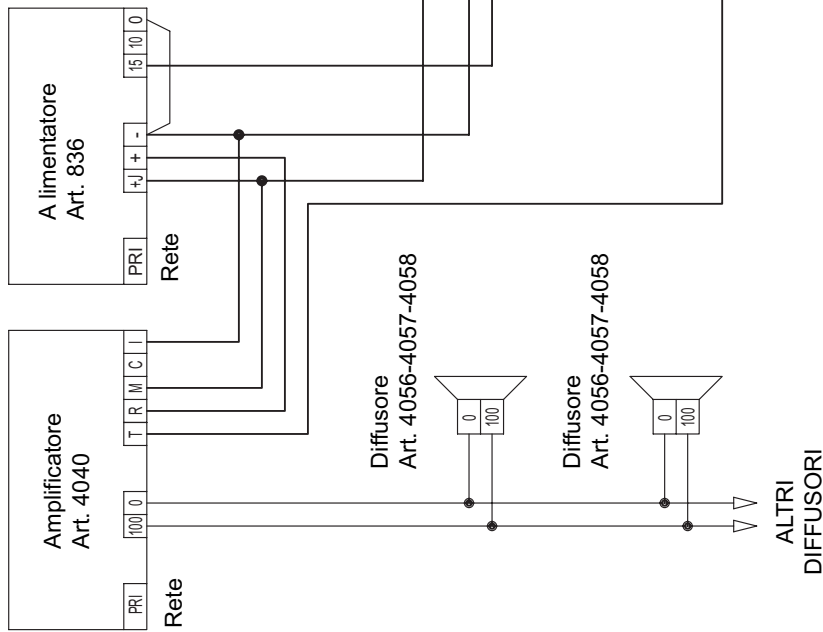 A limentatore
Art. 836
PRI
+J
+
-
15
10
0
Rete
Amplificatore
Art. 4040
PRI
100
0
T
R
M
C
I
Rete
Diffusore
Art. 4056-4057-4058
0
100
Diffusore
Art. 4056-4057-4058
0
100
ALTRI
DIFFUSORI